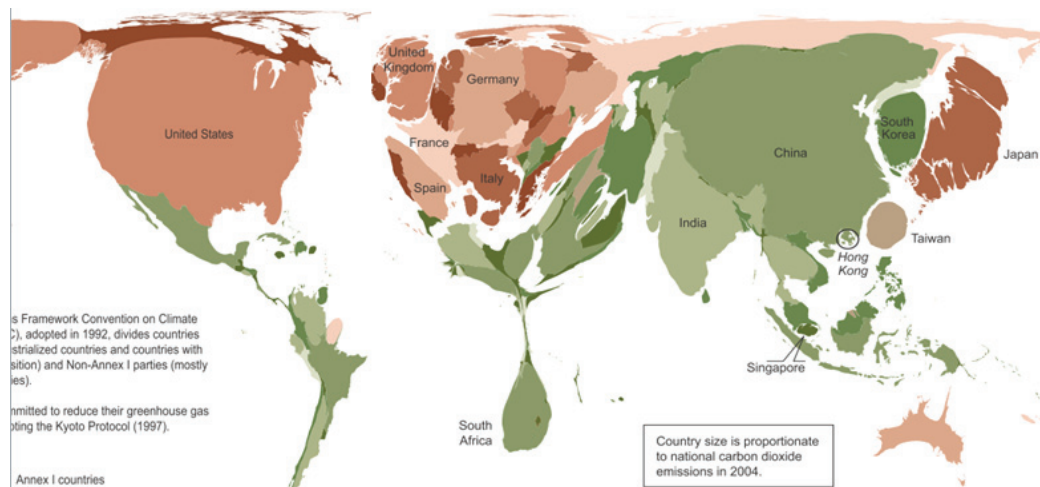 United
Kingdom
Germany
United States
France
Spain
Italy
China
South
Korea
Japan
India
Taiwan
Hong
Kong
Singapore
South
Africa
s Framework Convention on Climate
C), adopted in 1992, divides countries
ustrialized countries and countries with
sition) and Non-Annex I parties (mostly
ies).
mmitted to reduce their greenhouse gas
pting the Kyoto Protocol (1997).
Annex I countries
Country size is proportionate
to national carbon dioxide
emissions in 2004.